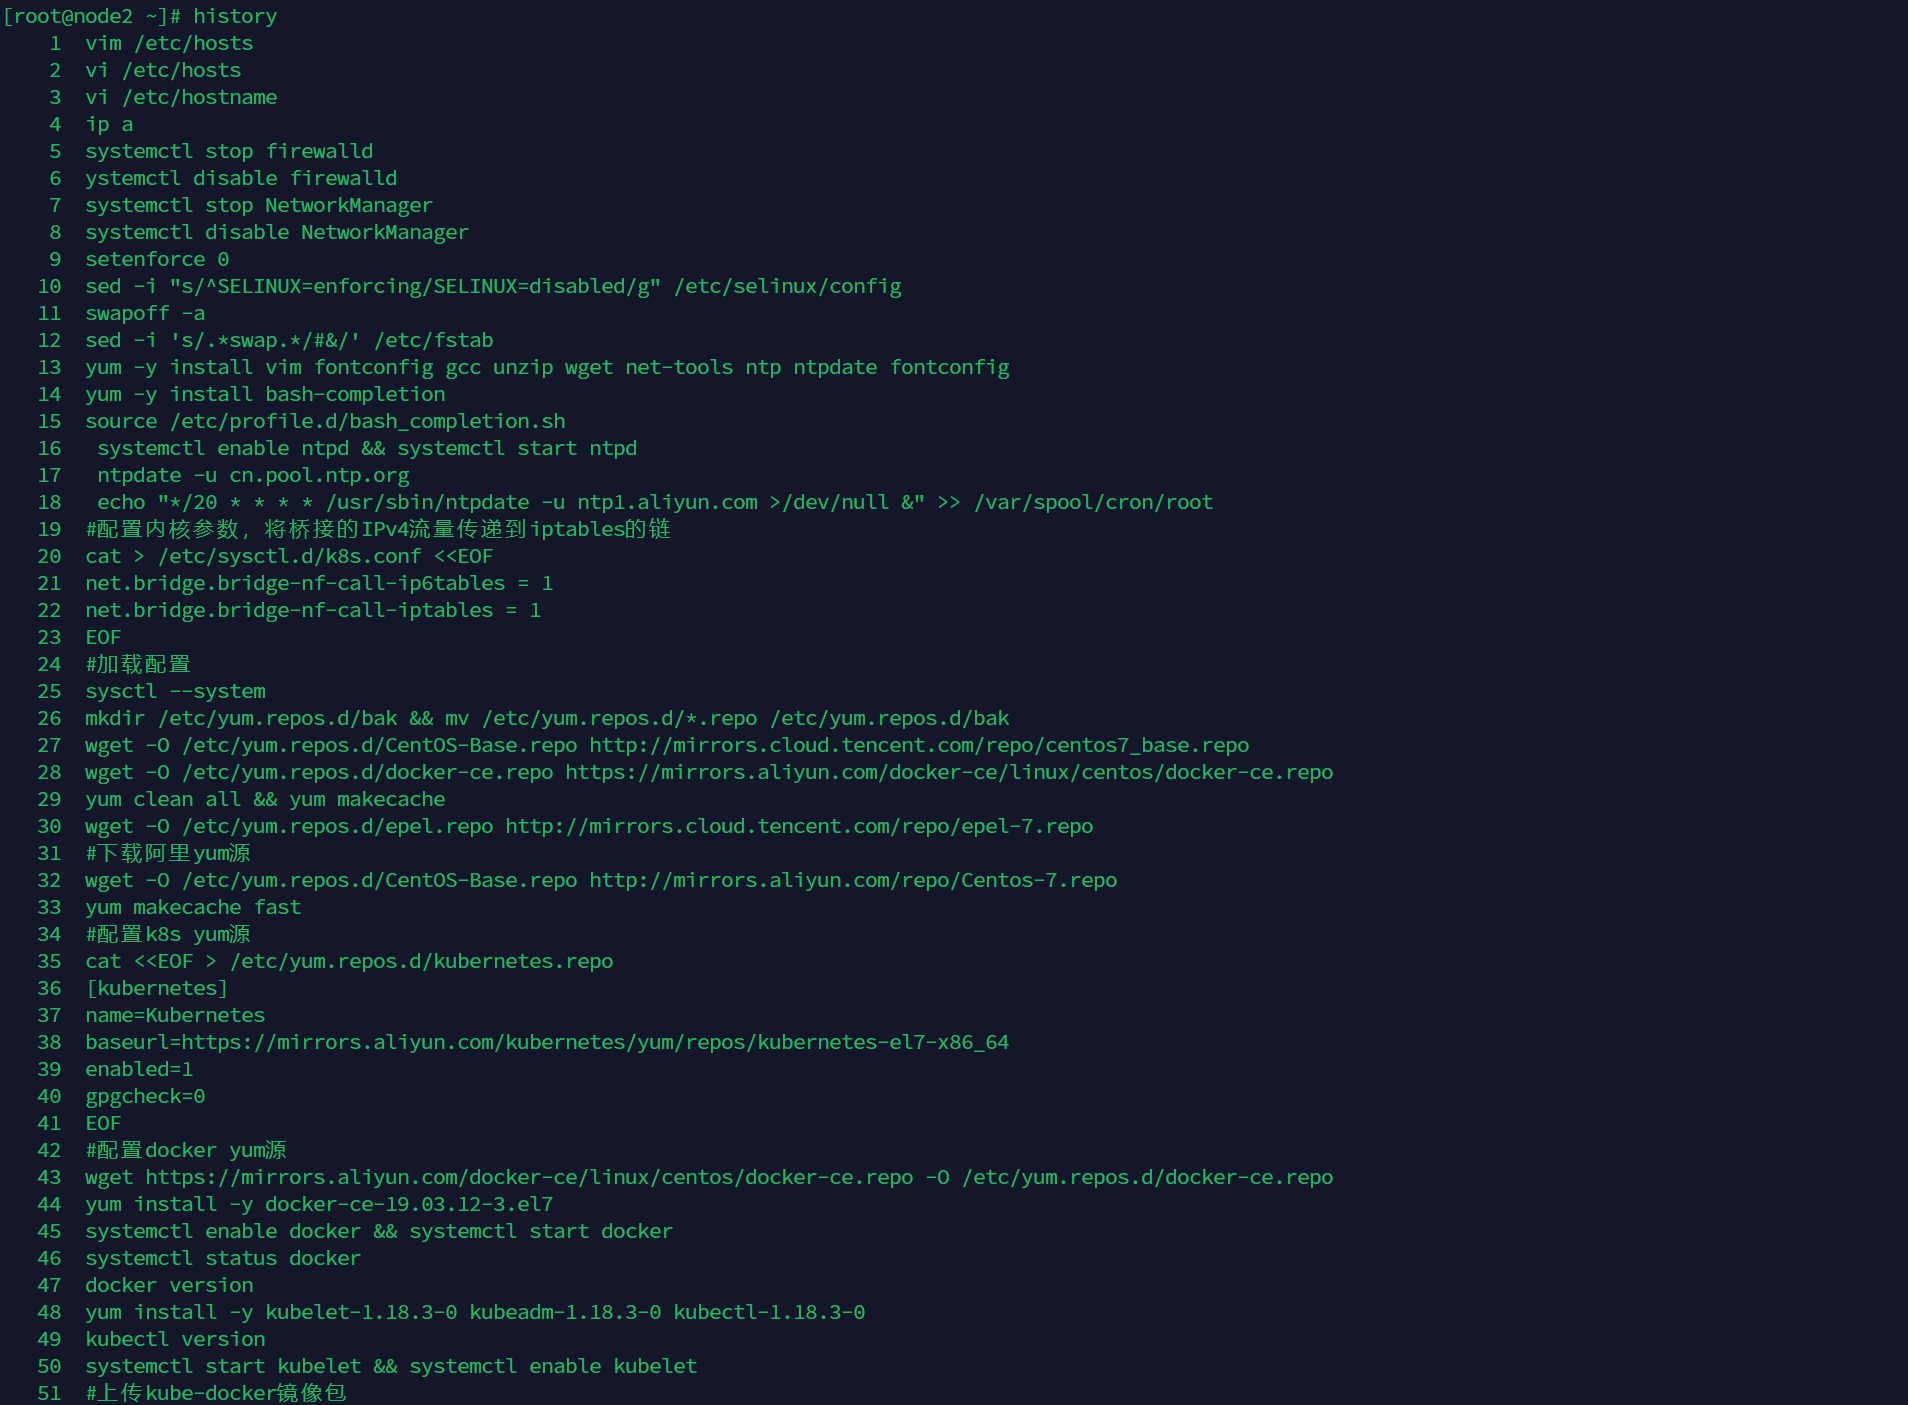 [root@node2 ~]# history
1 vim /etc/hosts
2 vi /etc/hosts
3 vi /etc/hostname
4 ip a
5 systemctl stop firewalld
6 ystemctl disable firewalld
7 systemctl stop NetworkManager
8 systemctl disable NetworkManager
9 setenforce 0
10 sed -i "s/^SELINUX=enforcing/SELINUX=disabled/g" /etc/selinux/config
11 swapoff -a
12 sed -i 's/.*swap.*/#&/' /etc/fstab
13 yum -y install vim fontconfig gcc unzip wget net-tools ntp ntpdate fontconfig
14 yum -y install bash-completion
15 source /etc/profile.d/bash_completion.sh
16 systemctl enable ntpd && systemctl start ntpd
17 ntpdate -u cn.pool.ntp.org
18 echo "*/20 * * * * /usr/sbin/ntpdate -u ntp1.aliyun.com >/dev/null &" >> /var/spool/cron/root
19 #配置内核参数，将桥接的IPv4流量传递到iptables的链
20 cat > /etc/sysctl.d/k8s.conf <<EOF
21 net.bridge.bridge-nf-call-ip6tables = 1
22 net.bridge.bridge-nf-call-iptables = 1
23 EOF
24 #加载配置
25 sysctl --system
26 mkdir /etc/yum.repos.d/bak && mv /etc/yum.repos.d/*.repo /etc/yum.repos.d/bak
27 wget -O /etc/yum.repos.d/CentOS-Base.repo http://mirrors.cloud.tencent.com/repo/centos7_base.repo
28 wget -O /etc/yum.repos.d/docker-ce.repo https://mirrors.aliyun.com/docker-ce/linux/centos/docker-ce.repo
29 yum clean all && yum makecache
30 wget -O /etc/yum.repos.d/epel.repo http://mirrors.cloud.tencent.com/repo/epel-7.repo
31 #下载阿里yum源
32 wget -O /etc/yum.repos.d/CentOS-Base.repo http://mirrors.aliyun.com/repo/Centos-7.repo
33 yum makecache fast
34 #配置k8s yum源
35 cat <<EOF > /etc/yum.repos.d/kubernetes.repo
36 [kubernetes]
37 name=Kubernetes
38 baseurl=https://mirrors.aliyun.com/kubernetes/yum/repos/kubernetes-el7-x86_64
39 enabled=1
40 gpgcheck=0
41 EOF
42 #配置docker yum源
43 wget https://mirrors.aliyun.com/docker-ce/linux/centos/docker-ce.repo -O /etc/yum.repos.d/docker-ce.repo
44 yum install -y docker-ce-19.03.12-3.el7
45 systemctl enable docker && systemctl start docker
46 systemctl status docker
47 docker version
48 yum install -y kubelet-1.18.3-0 kubeadm-1.18.3-0 kubectl-1.18.3-0
49 kubectl version
50 systemctl start kubelet && systemctl enable kubelet
51 #上传kube-docker镜像包